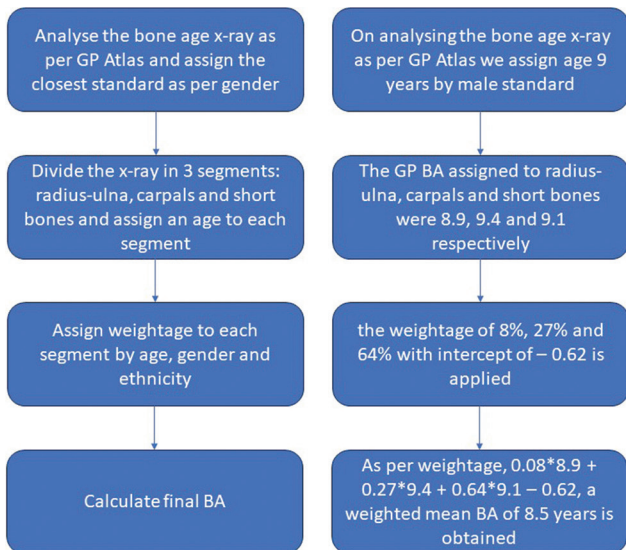 Analyse the bone age x-ray as
per GP Atlas and assign the
closest standard as per gender
Divide the x-ray in 3 segments:
radius-ulna, carpals and short
bones and assign an age to each
segment
Assign weightage to each
segment by age, gender and
ethnicity
Calculate final BA
On analysing the bone age x-ray
as per GP Atlas we assign age 9
years by male standard
The GP BA assigned to radius-
ulna, carpals and short bones
were 8.9, 9.4 and 9.1
respectively
the weightage of 8%, 27% and
64% with intercept of – 0.62 is
applied
As per weightage, 0.08*8.9 +
0.27*9.4 + 0.64*9.1 – 0.62, a
weighted mean BA of 8.5 years is
obtained